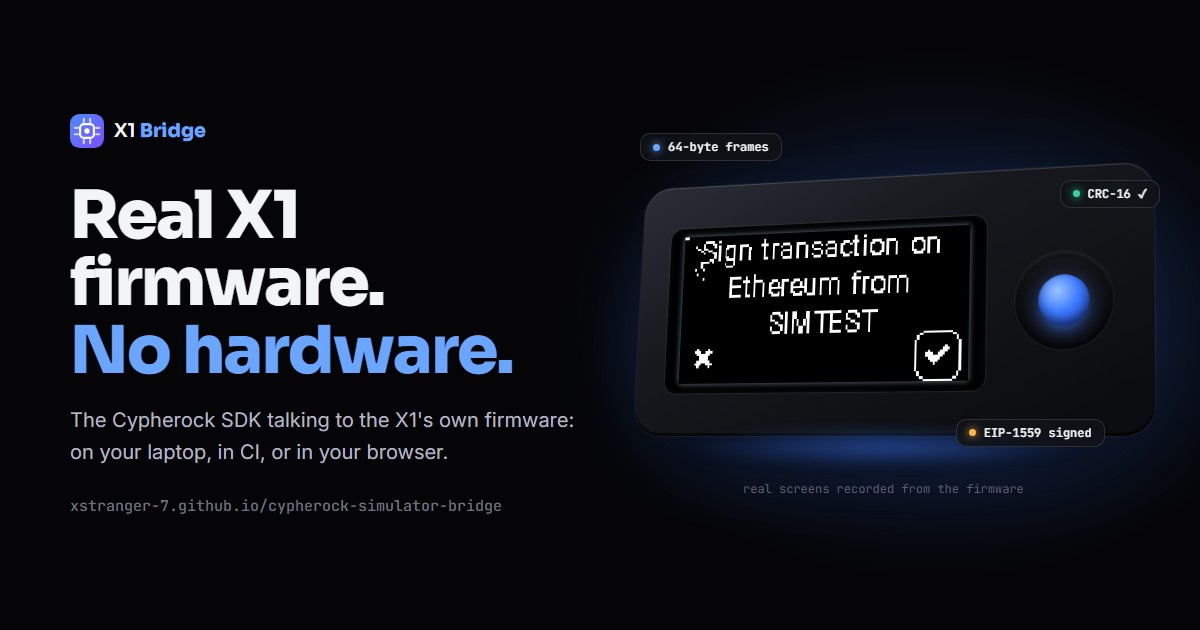 X1 Bridge
Real X1
firmware.
No hardware.
The Cypherock SDK talking to the X1's own firmware:
on your laptop, in CI, or in your browser.
xstranger-7.github.io/cypherock-simulator-bridge
64-byte frames
CRC-16 ✓
Sign transaction on
Ethereum from
SIMTEST
EIP-1559 signed
real screens recorded from the firmware